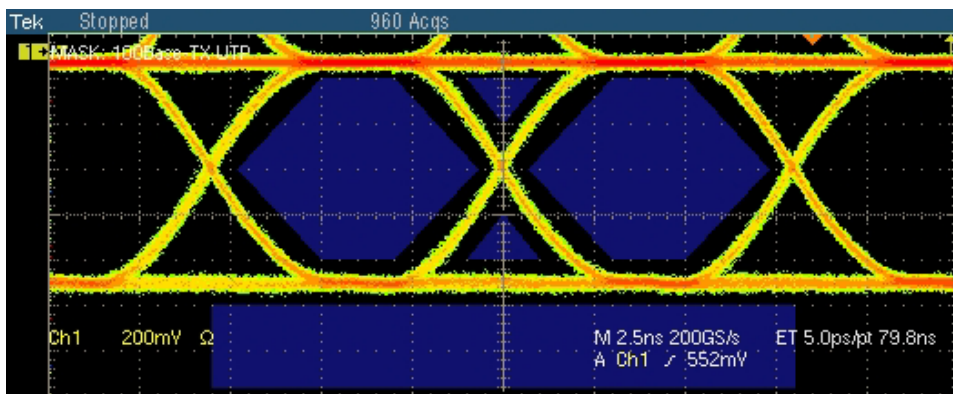 Tek Stopped 960 Acqs
1 MASK: 100Base-TX UTP
Ch1 200mV Ω M 2.5ns 200GS/s ET 5.0ps/pt 79.8ns
A Ch1 552mV